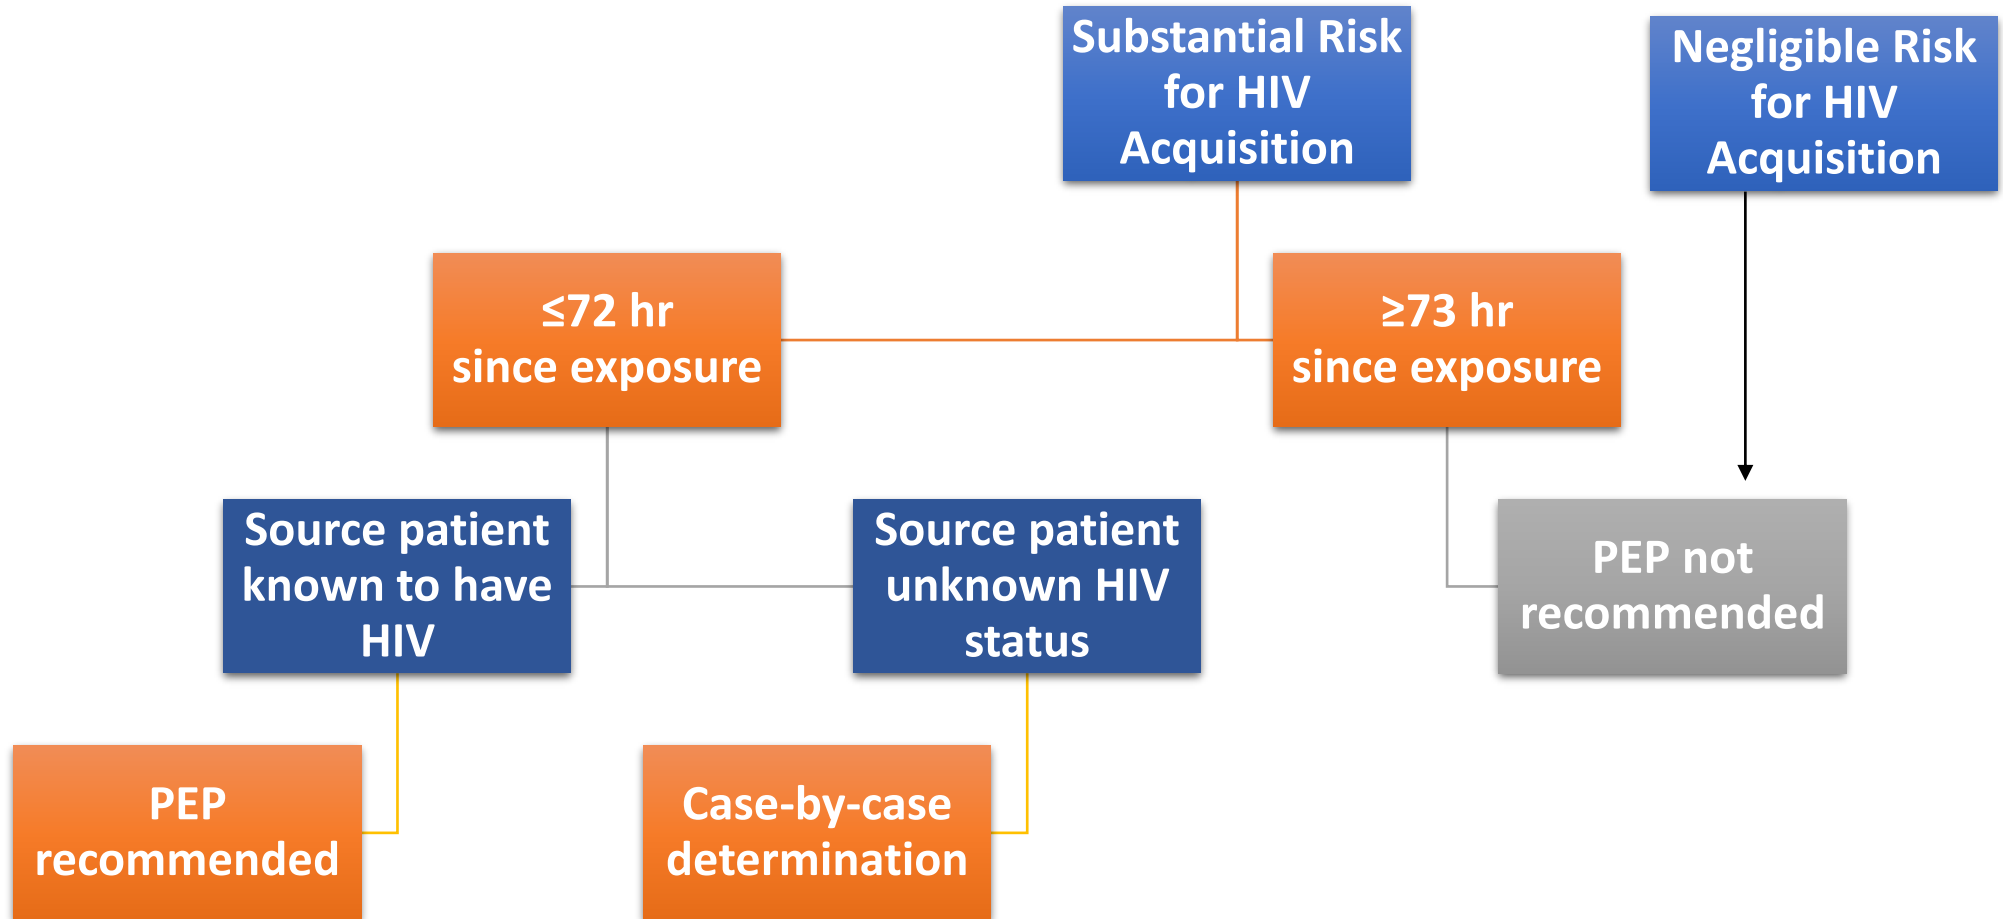 Substantial Risk
for HIV
Acquisition
Negligible Risk
for HIV
Acquisition
≤72 hr
since exposure
≥73 hr
since exposure
Source patient
known to have
HIV
Source patient
unknown HIV
status
PEP not
recommended
PEP
recommended
Case-by-case
determination